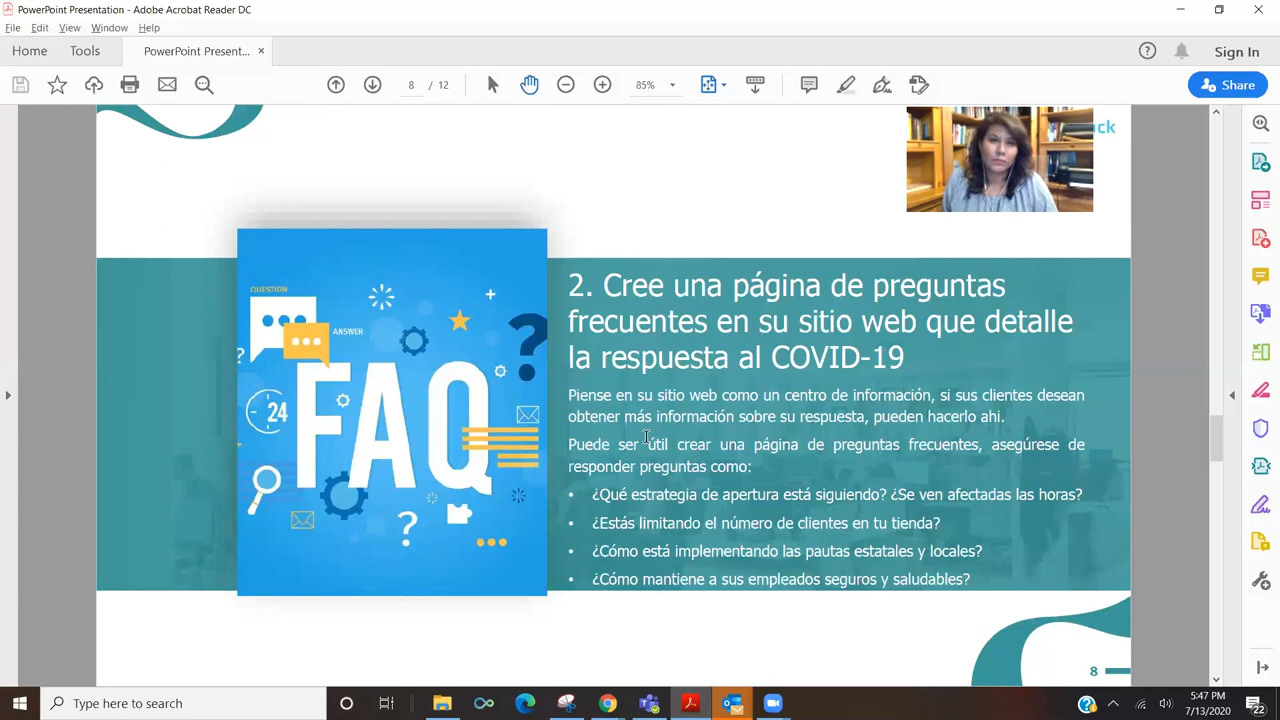 PowerPoint Presentation - Adobe Acrobat Reader DC
File Edit View Window Help
Home Tools PowerPoint Present... × Sign In
8 / 12 85% Share
ck
QUESTION
ANSWER
24
FAQ
2. Cree una página de preguntas
frecuentes en su sitio web que detalle
la respuesta al COVID-19
Piense en su sitio web como un centro de información, si sus clientes desean
obtener más información sobre su respuesta, pueden hacerlo ahi.
Puede ser útil crear una página de preguntas frecuentes, asegúrese de
responder preguntas como:
• ¿Qué estrategia de apertura está siguiendo? ¿Se ven afectadas las horas?
• ¿Estás limitando el número de clientes en tu tienda?
• ¿Cómo está implementando las pautas estatales y locales?
• ¿Cómo mantiene a sus empleados seguros y saludables?
8
Type here to search
5:47 PM
7/13/2020
22